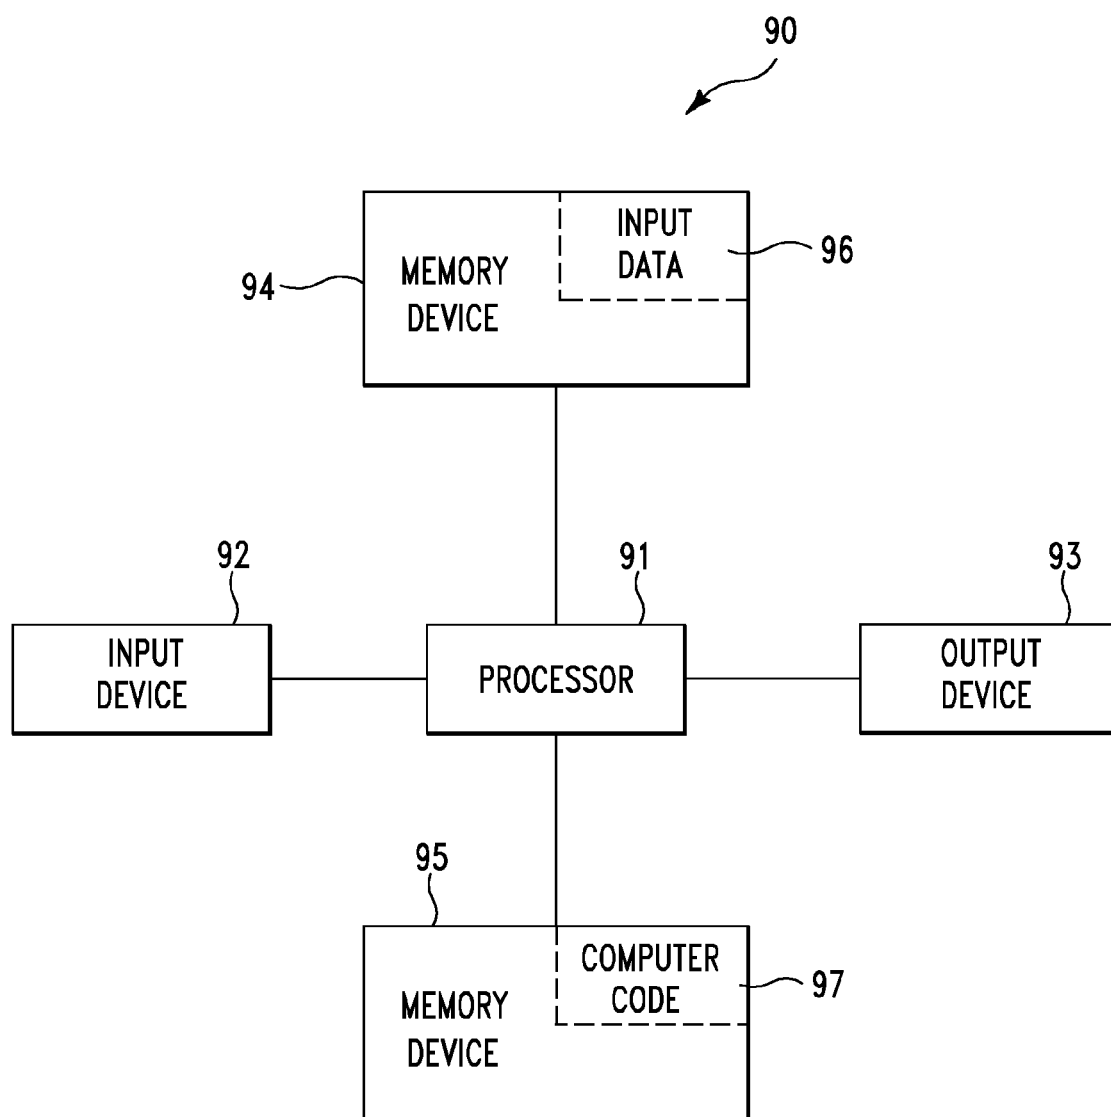 90
INPUT
DATA
96
MEMORY
DEVICE
94
92
91
93
INPUT
DEVICE
PROCESSOR
OUTPUT
DEVICE
95
COMPUTER
CODE
97
MEMORY
DEVICE